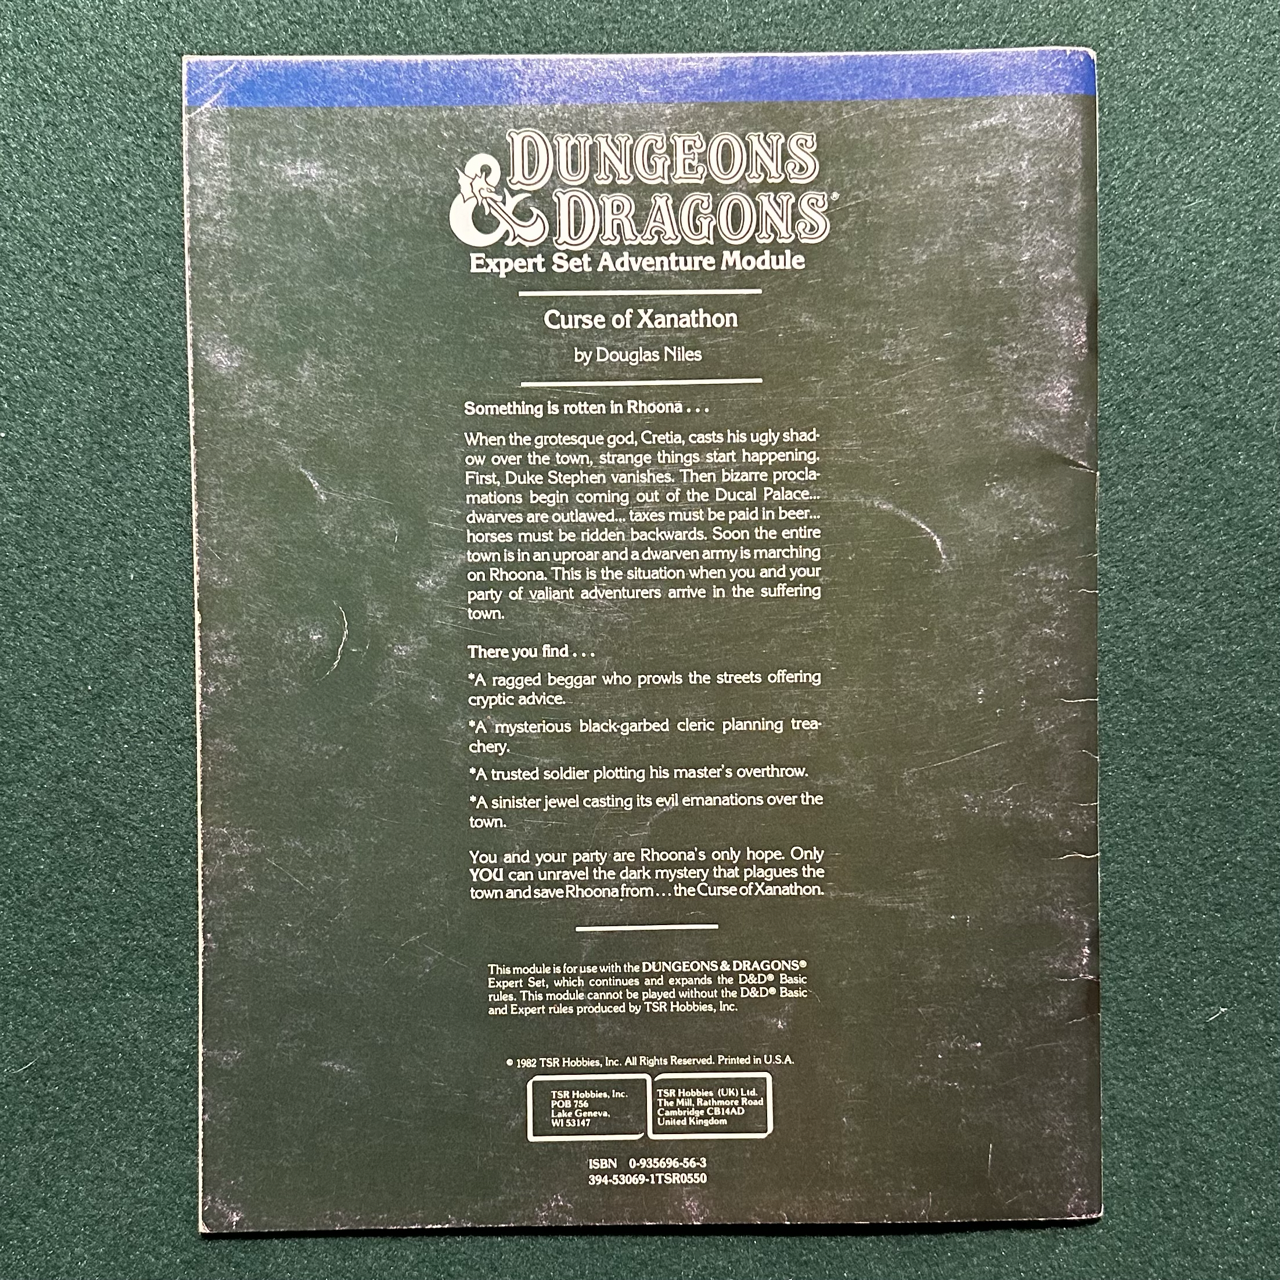 DUNGEONS
& DRAGONS®
Expert Set Adventure Module
Curse of Xanathon
by Douglas Niles
Something is rotten in Rhoona . . .
When the grotesque god, Cretia, casts his ugly shad-
ow over the town, strange things start happening.
First, Duke Stephen vanishes. Then bizarre procla-
mations begin coming out of the Ducal Palace...
dwarves are outlawed... taxes must be paid in beer...
horses must be ridden backwards. Soon the entire
town is in an uproar and a dwarven army is marching
on Rhoona. This is the situation when you and your
party of valiant adventurers arrive in the suffering
town.
There you find . . .
*A ragged beggar who prowls the streets offering
cryptic advice.
*A mysterious black-garbed cleric planning trea-
chery.
*A trusted soldier plotting his master's overthrow.
*A sinister jewel casting its evil emanations over the
town.
You and your party are Rhoona's only hope. Only
YOU can unravel the dark mystery that plagues the
town and save Rhoona from . . . the Curse of Xanathon.
This module is for use with the DUNGEONS & DRAGONS®
Expert Set, which continues and expands the D&D® Basic
rules. This module cannot be played without the D&D® Basic
and Expert rules produced by TSR Hobbies, Inc.
© 1982 TSR Hobbies, Inc. All Rights Reserved. Printed in U.S.A.
TSR Hobbies, Inc.
POB 756
Lake Geneva,
WI 53147
TSR Hobbies (UK) Ltd.
The Mill, Rathmore Road
Cambridge CB14AD
United Kingdom
ISBN 0-935696-56-3
394-53069-1TSR0550